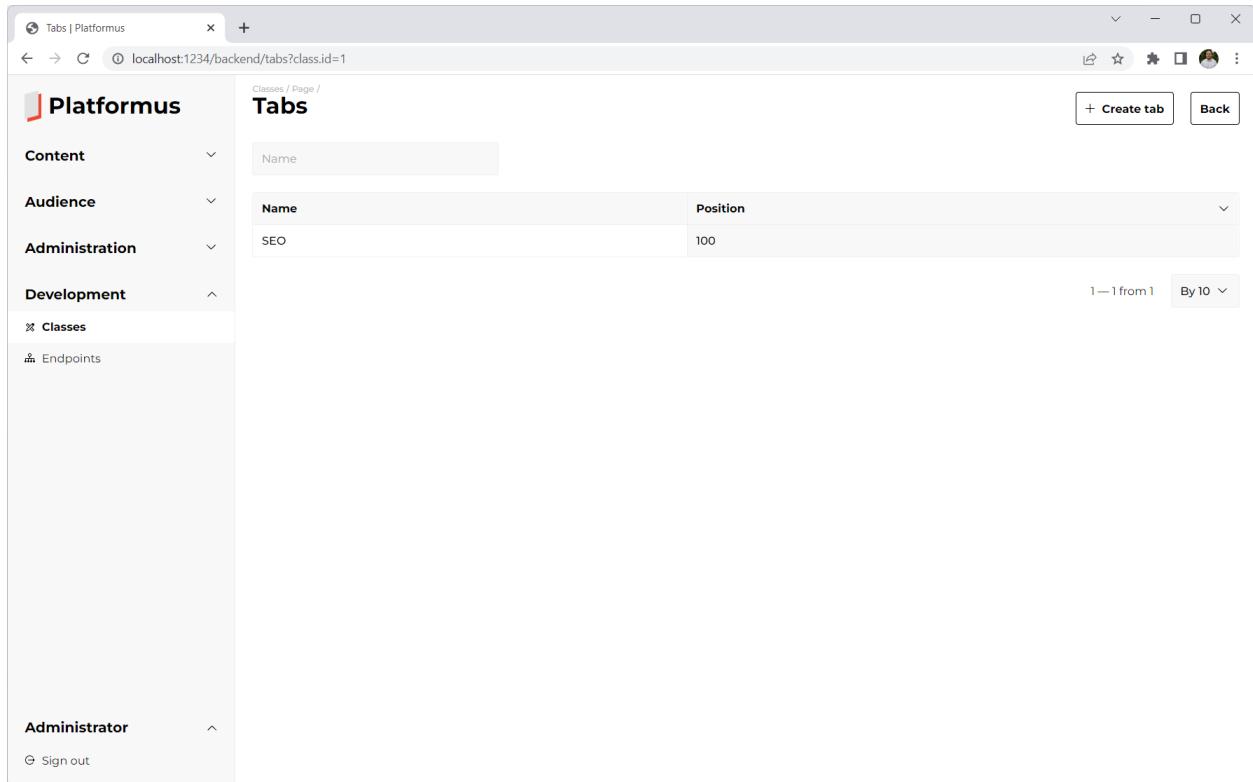 Tabs | Platformus
localhost:1234/backend/tabs?class.id=1
Platformus
Content
Audience
Administration
Development
Classes
Endpoints
Administrator
Sign out
Classes / Page /
Tabs
+ Create tab
Back
Name
Name Position
SEO 100
1 — 1 from 1 By 10